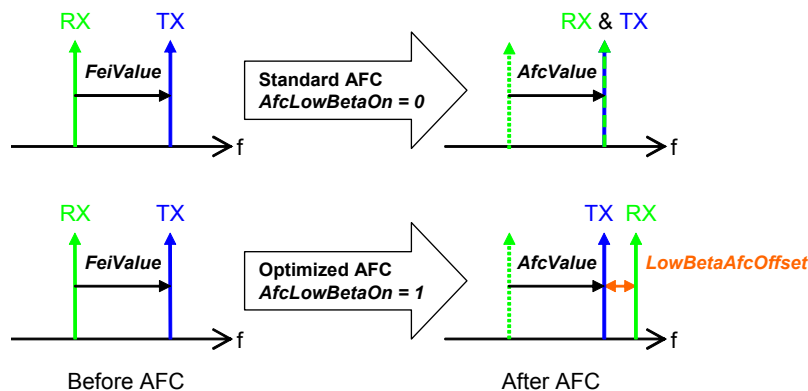 RX TX
FeiValue
f
Standard AFC
AfcLowBetaOn = 0
RX & TX
AfcValue
f
RX TX
FeiValue
f
Optimized AFC
AfcLowBetaOn = 1
TX RX
AfcValue
LowBetaAfcOffset
f
Before AFC
After AFC